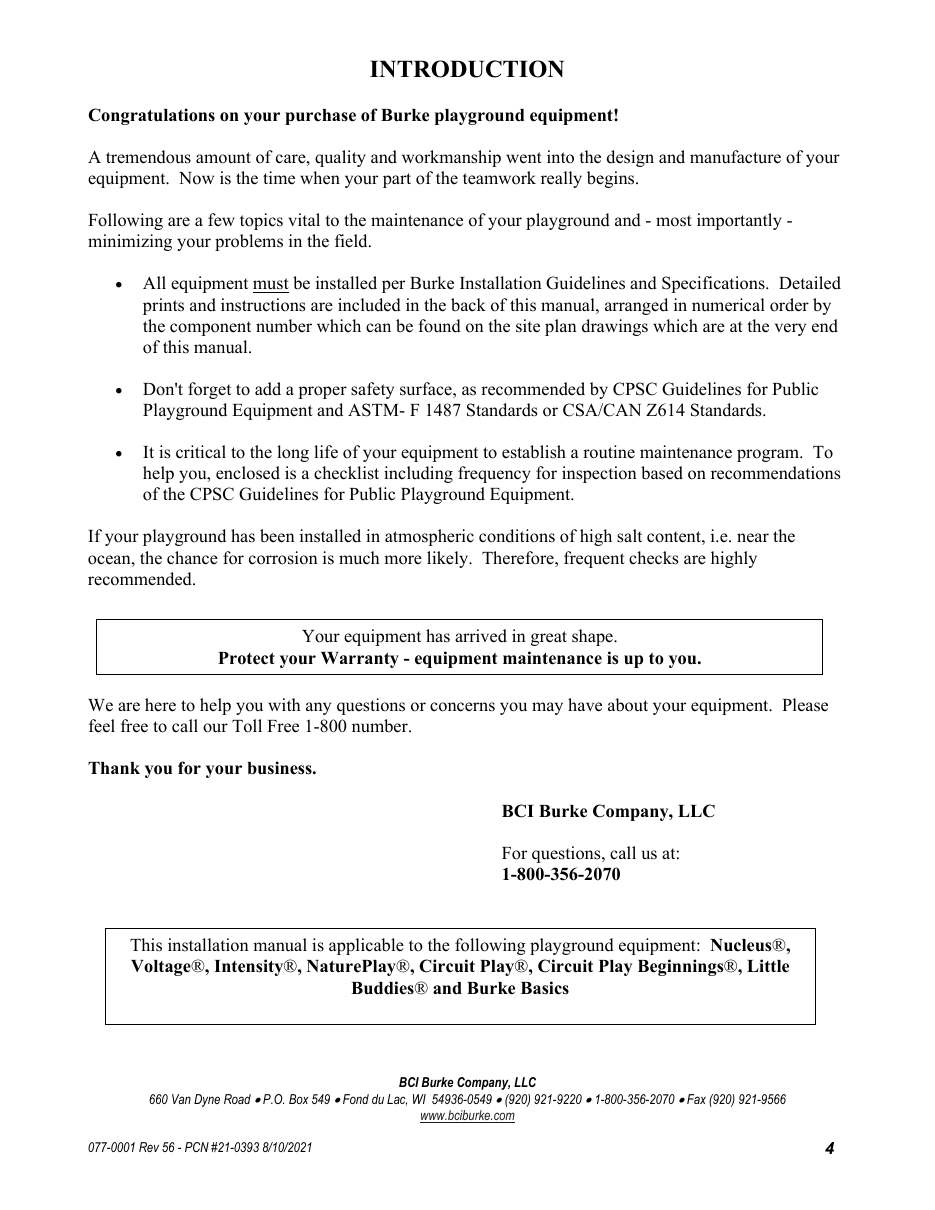 INTRODUCTION
Congratulations on your purchase of Burke playground equipment!
A tremendous amount of care, quality and workmanship went into the design and manufacture of your
equipment.  Now is the time when your part of the teamwork really begins.
Following are a few topics vital to the maintenance of your playground and - most importantly -
minimizing your problems in the field.
• All equipment must be installed per Burke Installation Guidelines and Specifications.  Detailed
prints and instructions are included in the back of this manual, arranged in numerical order by
the component number which can be found on the site plan drawings which are at the very end
of this manual.
• Don't forget to add a proper safety surface, as recommended by CPSC Guidelines for Public
Playground Equipment and ASTM- F 1487 Standards or CSA/CAN Z614 Standards.
• It is critical to the long life of your equipment to establish a routine maintenance program.  To
help you, enclosed is a checklist including frequency for inspection based on recommendations
of the CPSC Guidelines for Public Playground Equipment.
If your playground has been installed in atmospheric conditions of high salt content, i.e. near the
ocean, the chance for corrosion is much more likely.  Therefore, frequent checks are highly
recommended.
Your equipment has arrived in great shape.
Protect your Warranty - equipment maintenance is up to you.
We are here to help you with any questions or concerns you may have about your equipment.  Please
feel free to call our Toll Free 1-800 number.
Thank you for your business.
BCI Burke Company, LLC
For questions, call us at:
1-800-356-2070
This installation manual is applicable to the following playground equipment:  Nucleus®,
Voltage®, Intensity®, NaturePlay®, Circuit Play®, Circuit Play Beginnings®, Little
Buddies® and Burke Basics
BCI Burke Company, LLC
660 Van Dyne Road • P.O. Box 549 • Fond du Lac, WI  54936-0549 • (920) 921-9220 • 1-800-356-2070 • Fax (920) 921-9566
www.bciburke.com
077-0001 Rev 56 - PCN #21-0393 8/10/2021
4